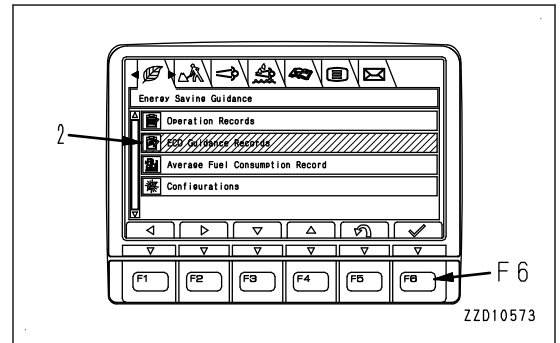 Energy Saving Guidance
Operation Records
2
ECO Guidance Records
Average Fuel Consumption Record
Configurations
F1 F2 F3 F4 F5 F6
F6
ZZD10573